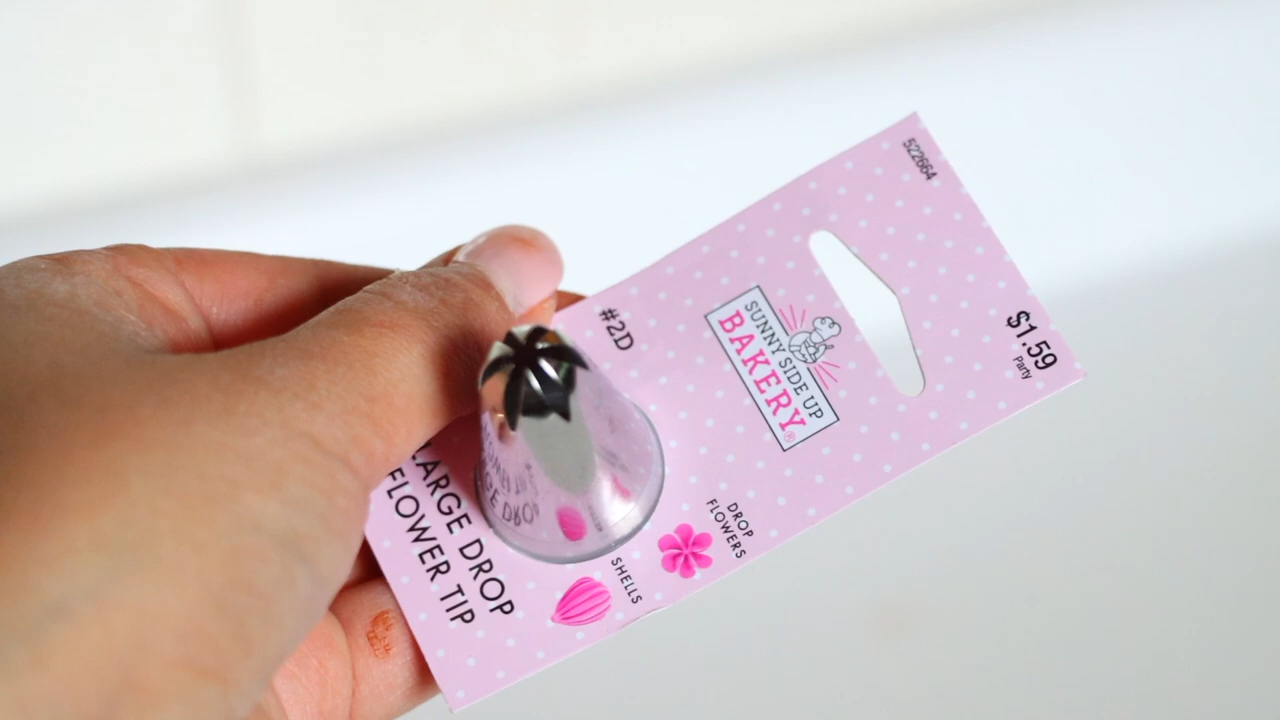 522664
$1.59
Party
SUNNY SIDE UP
BAKERY®
#2D
DROP
FLOWERS
SHELLS
LARGE DROP
FLOWER TIP